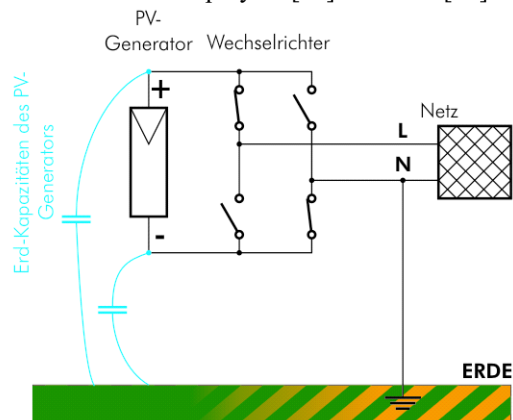 PV-
Generator
Wechselrichter
Erd-Kapazitäten des PV-
Generators
+
-
Netz
L
N
ERDE